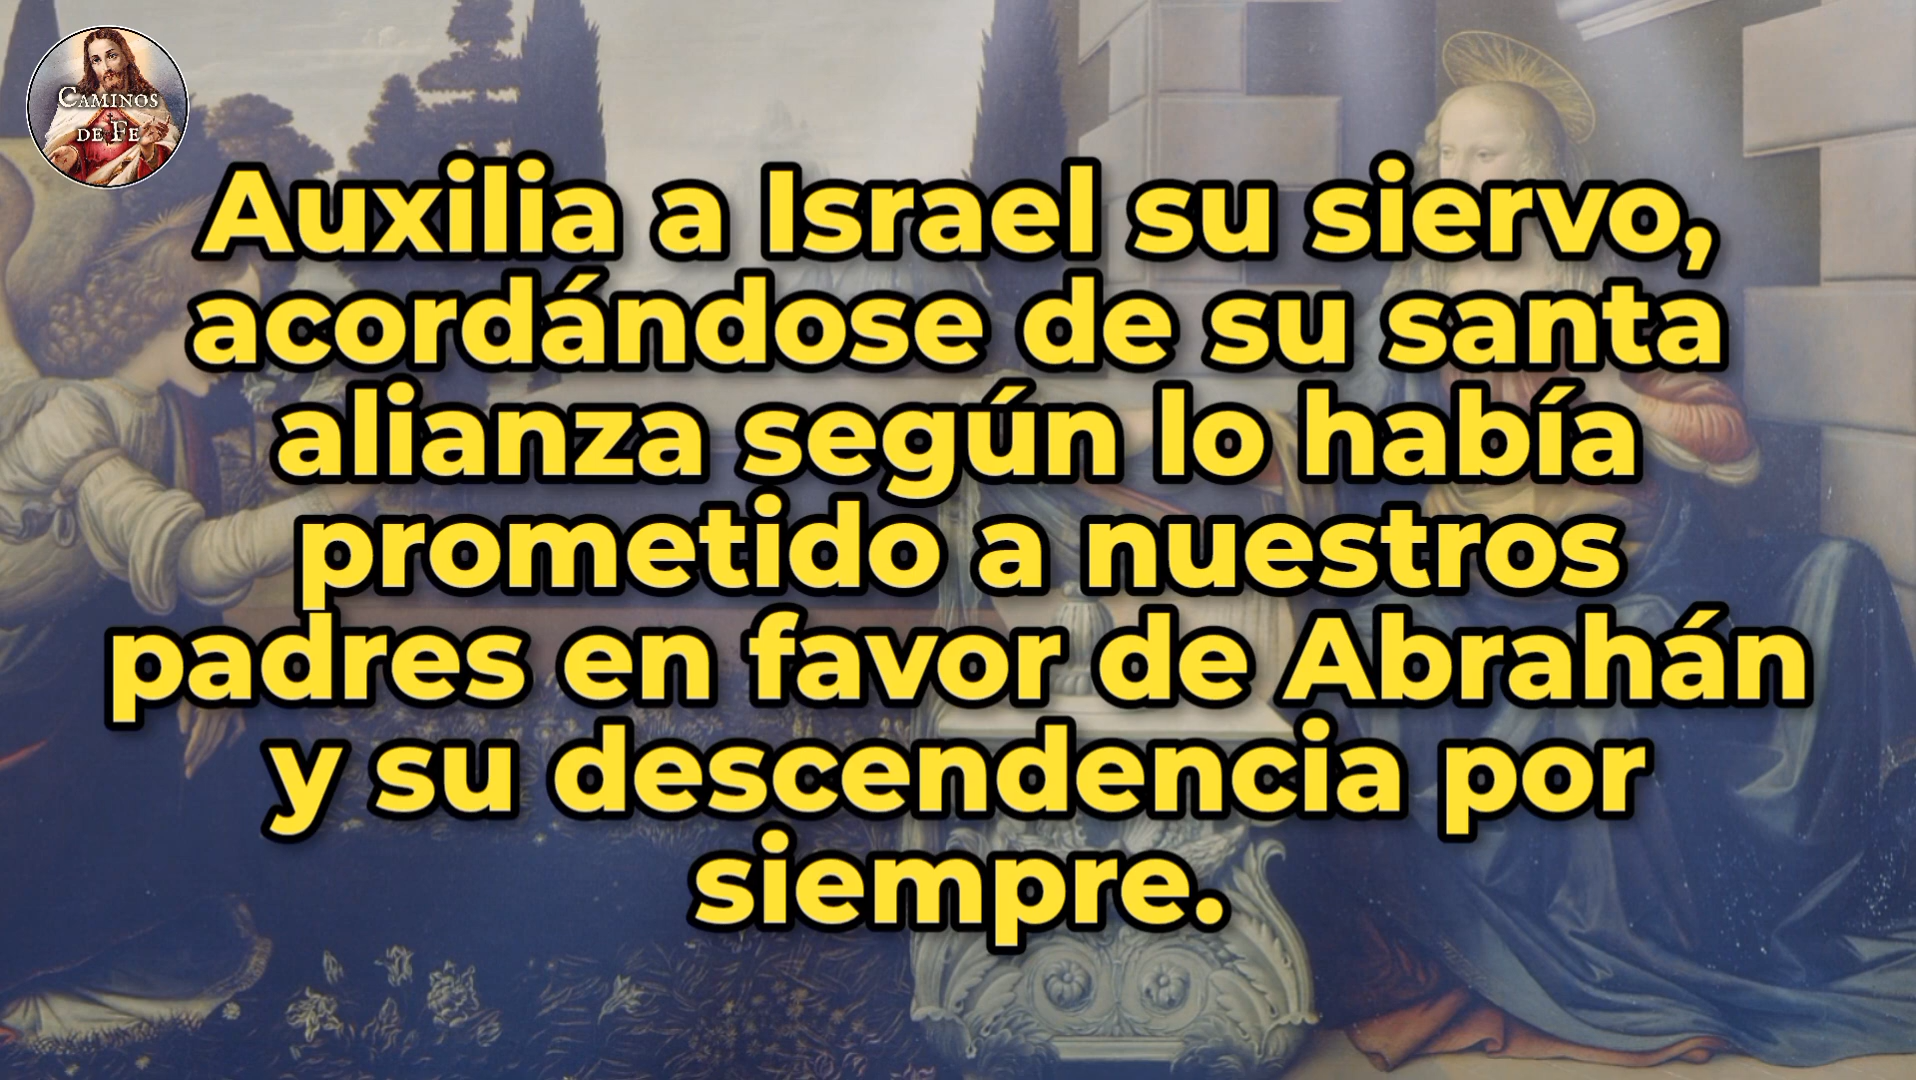 CAMINOS
DE FE
Auxilia a Israel su siervo,
acordándose de su santa
alianza según lo había
prometido a nuestros
padres en favor de Abrahán
y su descendencia por
siempre.